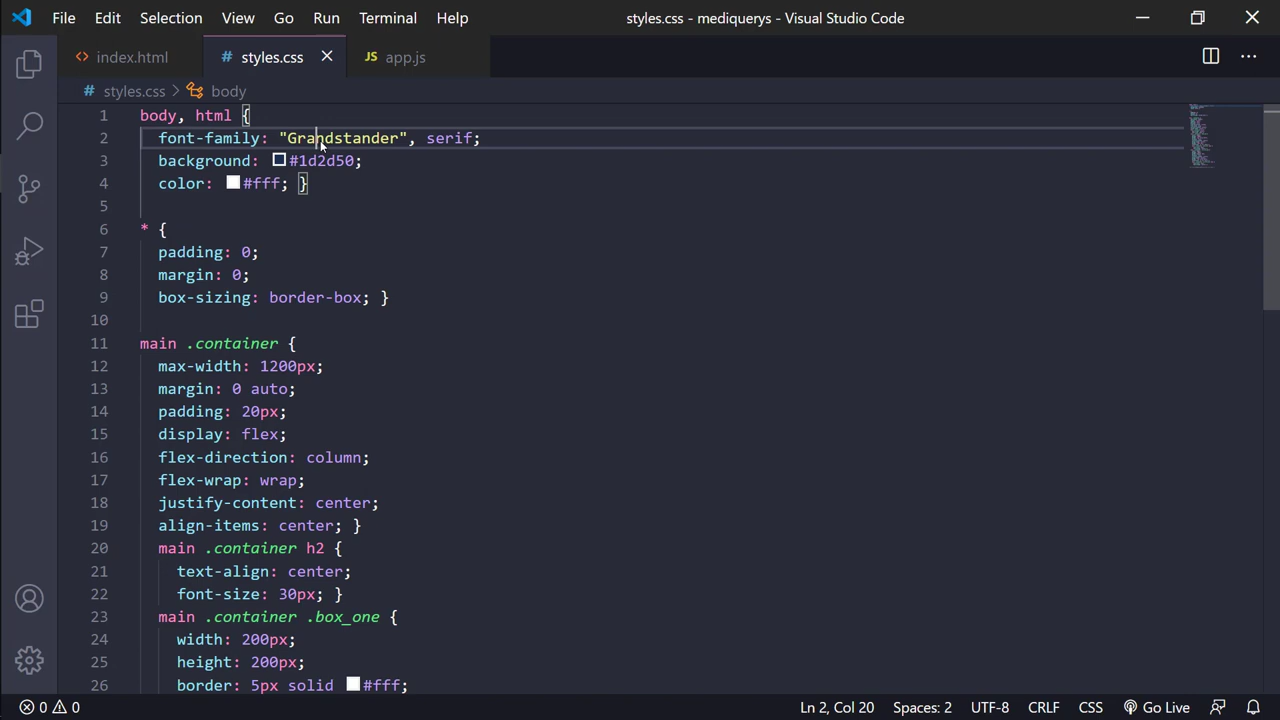 File Edit Selection View Go Run Terminal Help styles.css - mediquerys - Visual Studio Code
<> index.html # styles.css JS app.js
# styles.css > body
1 body, html {
2 font-family: "Grandstander", serif;
3 background: #1d2d50;
4 color: #fff; }
5
6 * {
7 padding: 0;
8 margin: 0;
9 box-sizing: border-box; }
10
11 main .container {
12 max-width: 1200px;
13 margin: 0 auto;
14 padding: 20px;
15 display: flex;
16 flex-direction: column;
17 flex-wrap: wrap;
18 justify-content: center;
19 align-items: center; }
20 main .container h2 {
21 text-align: center;
22 font-size: 30px; }
23 main .container .box_one {
24 width: 200px;
25 height: 200px;
26 border: 5px solid #fff;
0 0 Ln 2, Col 20 Spaces: 2 UTF-8 CRLF CSS Go Live